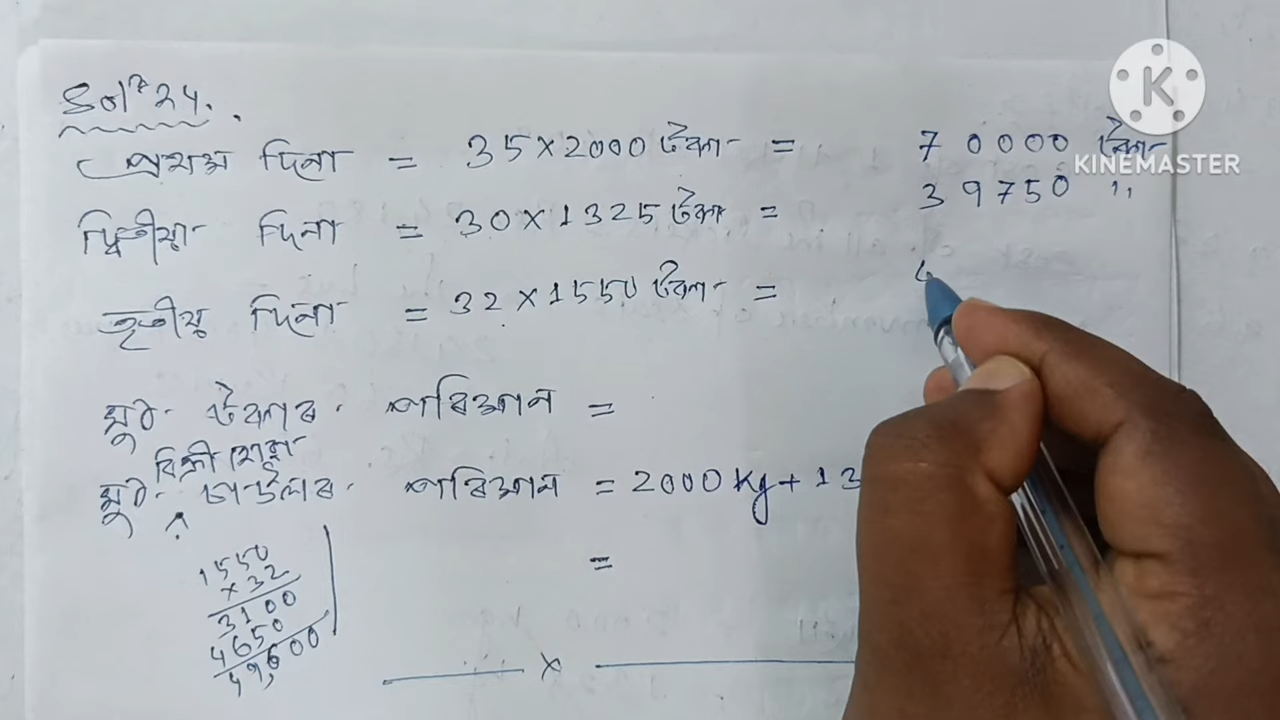 Solⁿ 24.
প্ৰথম দিনা = 35 × 2000 টকা = 70000 টকা
দ্বিতীয় দিনা = 30 × 1325 টকা = 39750 "
তৃতীয় দিনা = 32 × 1550 টকা =
মুঠ টকাৰ পৰিমান =
বিক্ৰী হোৱা
মুঠ চাউলৰ পৰিমান = 2000 kg + 13
=
1550
× 32
3100
4650
49600
×
K
KINEMASTER